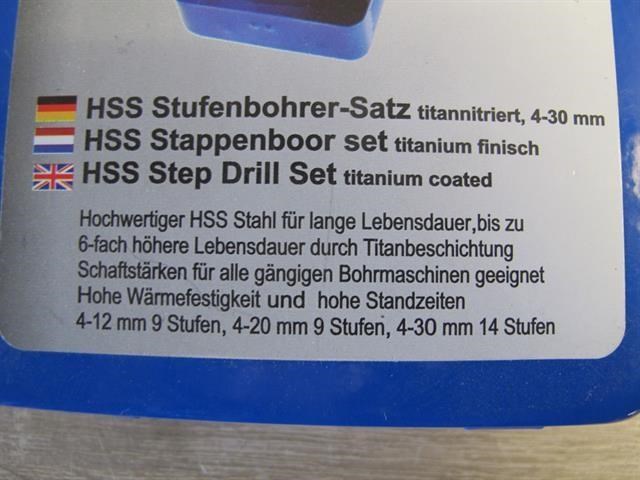 HSS Stufenbohrer-Satz titannitriert, 4-30 mm
HSS Stappenboor set titanium finisch
HSS Step Drill Set titanium coated
Hochwertiger HSS Stahl für lange Lebensdauer,bis zu
6-fach höhere Lebensdauer durch Titanbeschichtung
Schaftstärken für alle gängigen Bohrmaschinen geeignet
Hohe Wärmefestigkeit und hohe Standzeiten
4-12 mm 9 Stufen, 4-20 mm 9 Stufen, 4-30 mm 14 Stufen